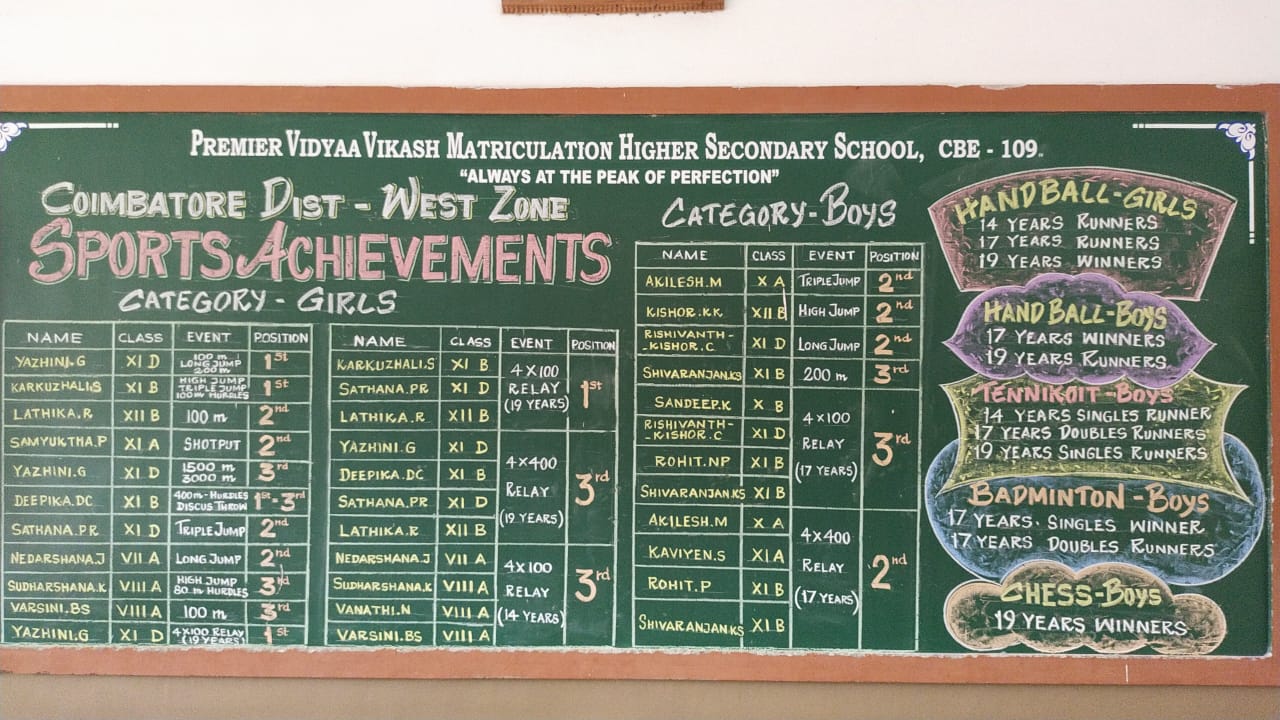 PREMIER VIDYAA VIKASH MATRICULATION HIGHER SECONDARY SCHOOL, CBE - 109.
"ALWAYS AT THE PEAK OF PERFECTION"
COIMBATORE DIST - WEST ZONE
SPORTS ACHIEVEMENTS
CATEGORY - GIRLS
NAME CLASS EVENT POSITION
YAZHINI.G XI D 100 m LONG JUMP 200 m 1st
KARKUZHALI.S XI B HIGH JUMP TRIPLE JUMP 100 m HURDLES 1st
LATHIKA.R XII B 100 m 2nd
SAMYUKTHA.P XI A SHOTPUT 2nd
YAZHINI.G XI D 1500 m 3000 m 3rd
DEEPIKA.DC XI B 400 m - HURDLES DISCUS THROW 1st - 3rd
SATHANA.P.R XI D TRIPLE JUMP 2nd
NEDARSHANA.J VII A LONG JUMP 2nd
SUDHARSHANA.K VIII A HIGH JUMP 80 m HURDLES 3rd
VARSINI.BS VIII A 100 m 3rd
YAZHINI.G XI D 4X100 RELAY (19 YEARS) 1st
NAME CLASS EVENT POSITION
KARKUZHALI.S XI B
SATHANA.PR XI D
LATHIKA.R XII B
4X100
RELAY
(19 YEARS)
1st
YAZHINI.G XI D
DEEPIKA.DC XI B
SATHANA.PR XI D
LATHIKA.R XII B
4X400
RELAY
(19 YEARS)
3rd
NEDARSHANA.J VII A
SUDHARSHANA.K VIII A
VANATHI.N VIII A
VARSINI.BS VIII A
4X100
RELAY
(14 YEARS)
3rd
CATEGORY-BOYS
NAME CLASS EVENT POSITION
AKILESH.M X A TRIPLE JUMP 2nd
KISHOR.KK XII B HIGH JUMP 2nd
RISHIVANTH-
-KISHOR.C XI D LONG JUMP 2nd
SHIVARANJAN.KS XI B 200 m 3rd
SANDEEP.K X B
RISHIVANTH-
-KISHOR.C XI D
ROHIT.NP XI B
SHIVARANJAN.KS XI B
4X100
RELAY
(17 YEARS)
3rd
AKILESH.M X A
KAVIYEN.S XI A
ROHIT.P XI B
SHIVARANJAN.KS XI B
4X400
RELAY
(17 YEARS)
2nd
HANDBALL-GIRLS
14 YEARS RUNNERS
17 YEARS RUNNERS
19 YEARS WINNERS
HAND BALL-BOYS
17 YEARS WINNERS
19 YEARS RUNNERS
TENNIKOIT-BOYS
14 YEARS SINGLES RUNNER
17 YEARS DOUBLES RUNNERS
19 YEARS SINGLES RUNNERS
BADMINTON-BOYS
17 YEARS. SINGLES WINNER
17 YEARS DOUBLES RUNNERS
CHESS-BOYS
19 YEARS WINNERS